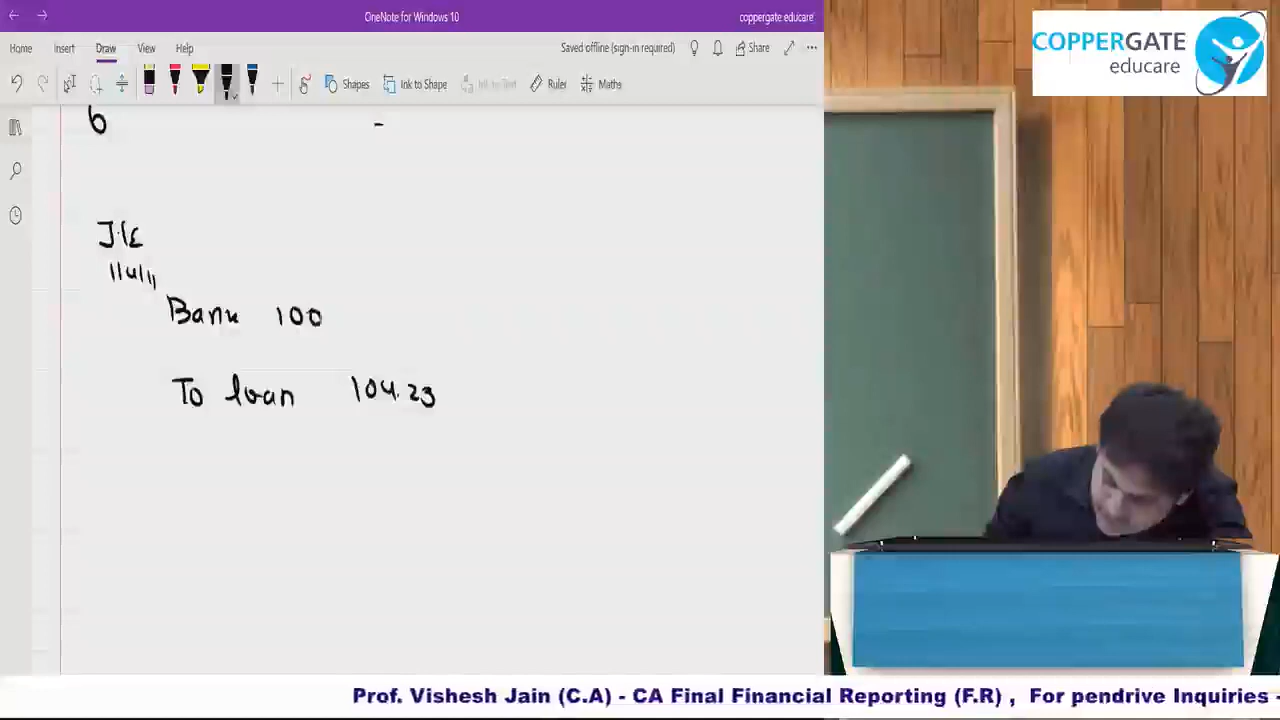 OneNote for Windows 10
coppergate educare
Home Insert Draw View Help
Saved offline (sign-in required) Share
Shapes Ink to Shape Ink to Text Ruler Maths
COPPERGATE
educare
6 -
J.E
1/4/11
Bank 100
To loan 104.23
Prof. Vishesh Jain (C.A) - CA Final Financial Reporting (F.R) , For pendrive Inquiries -